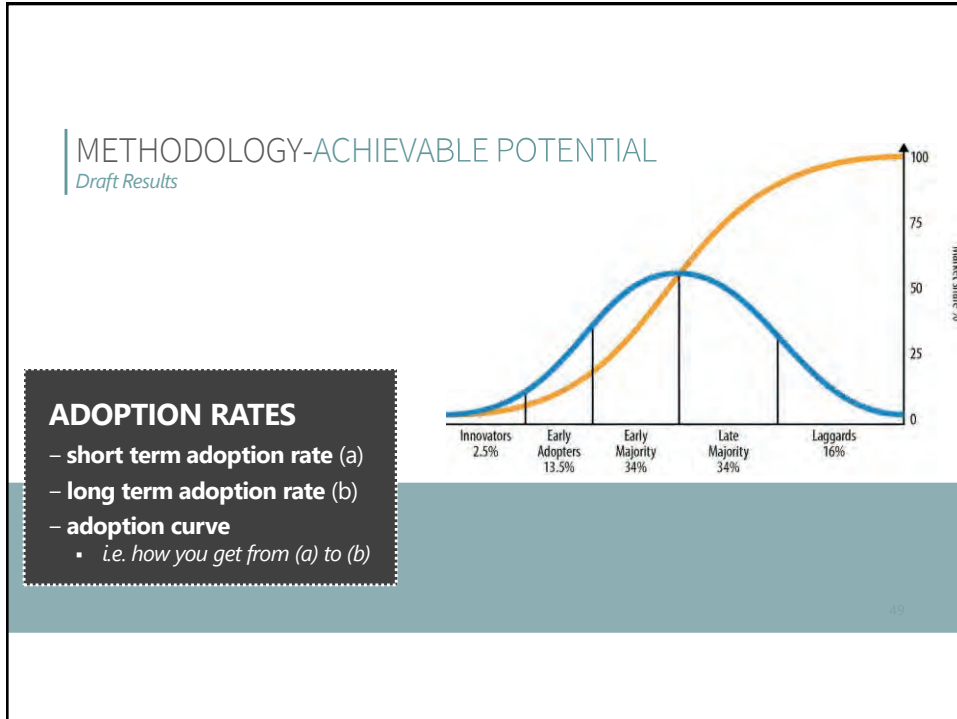 METHODOLOGY-ACHIEVABLE POTENTIAL
Draft Results
100
75
50
25
0
Market share %
Innovators
2.5%
Early
Adopters
13.5%
Early
Majority
34%
Late
Majority
34%
Laggards
16%
ADOPTION RATES
– short term adoption rate (a)
– long term adoption rate (b)
– adoption curve
▪ i.e. how you get from (a) to (b)
49